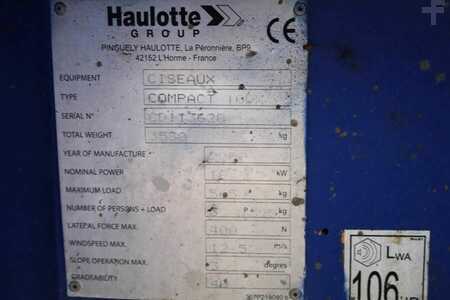 Haulotte
GROUP
CE
PINGUELY HAULOTTE, La Péronnière, BP9
42152 L'Horme - France
EQUIPMENT CISEAUX
TYPE COMPACT
SERIAL N°
TOTAL WEIGHT kg
YEAR OF MANUFACTURE
NOMINAL POWER kW
MAXIMUM LOAD kg
NUMBER OF PERSONS + LOAD P +
LATERAL FORCE MAX. 400 N
WINDSPEED MAX. 12.5 m/s
SLOPE OPERATION MAX. degres
GRADEABILITY %
LWA
106